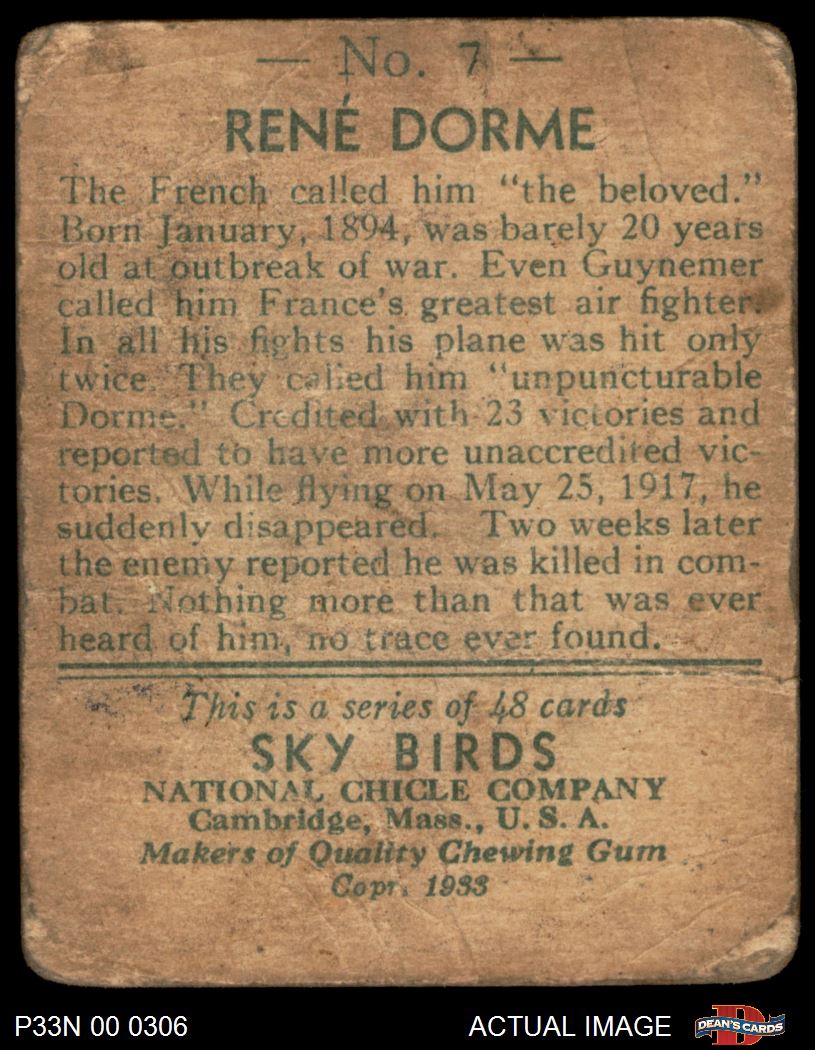 — No. 7 —
RENÉ DORME
The French called him "the beloved."
Born January, 1894, was barely 20 years
old at outbreak of war. Even Guynemer
called him France's greatest air fighter.
In all his fights his plane was hit only
twice. They called him "unpuncturable
Dorme." Credited with 23 victories and
reported to have more unaccredited vic-
tories. While flying on May 25, 1917, he
suddenly disappeared. Two weeks later
the enemy reported he was killed in com-
bat. Nothing more than that was ever
heard of him, no trace ever found.
This is a series of 48 cards
SKY BIRDS
NATIONAL CHICLE COMPANY
Cambridge, Mass., U. S. A.
Makers of Quality Chewing Gum
Copr. 1933
P33N 00 0306
ACTUAL IMAGE
D
DEAN'S CARDS